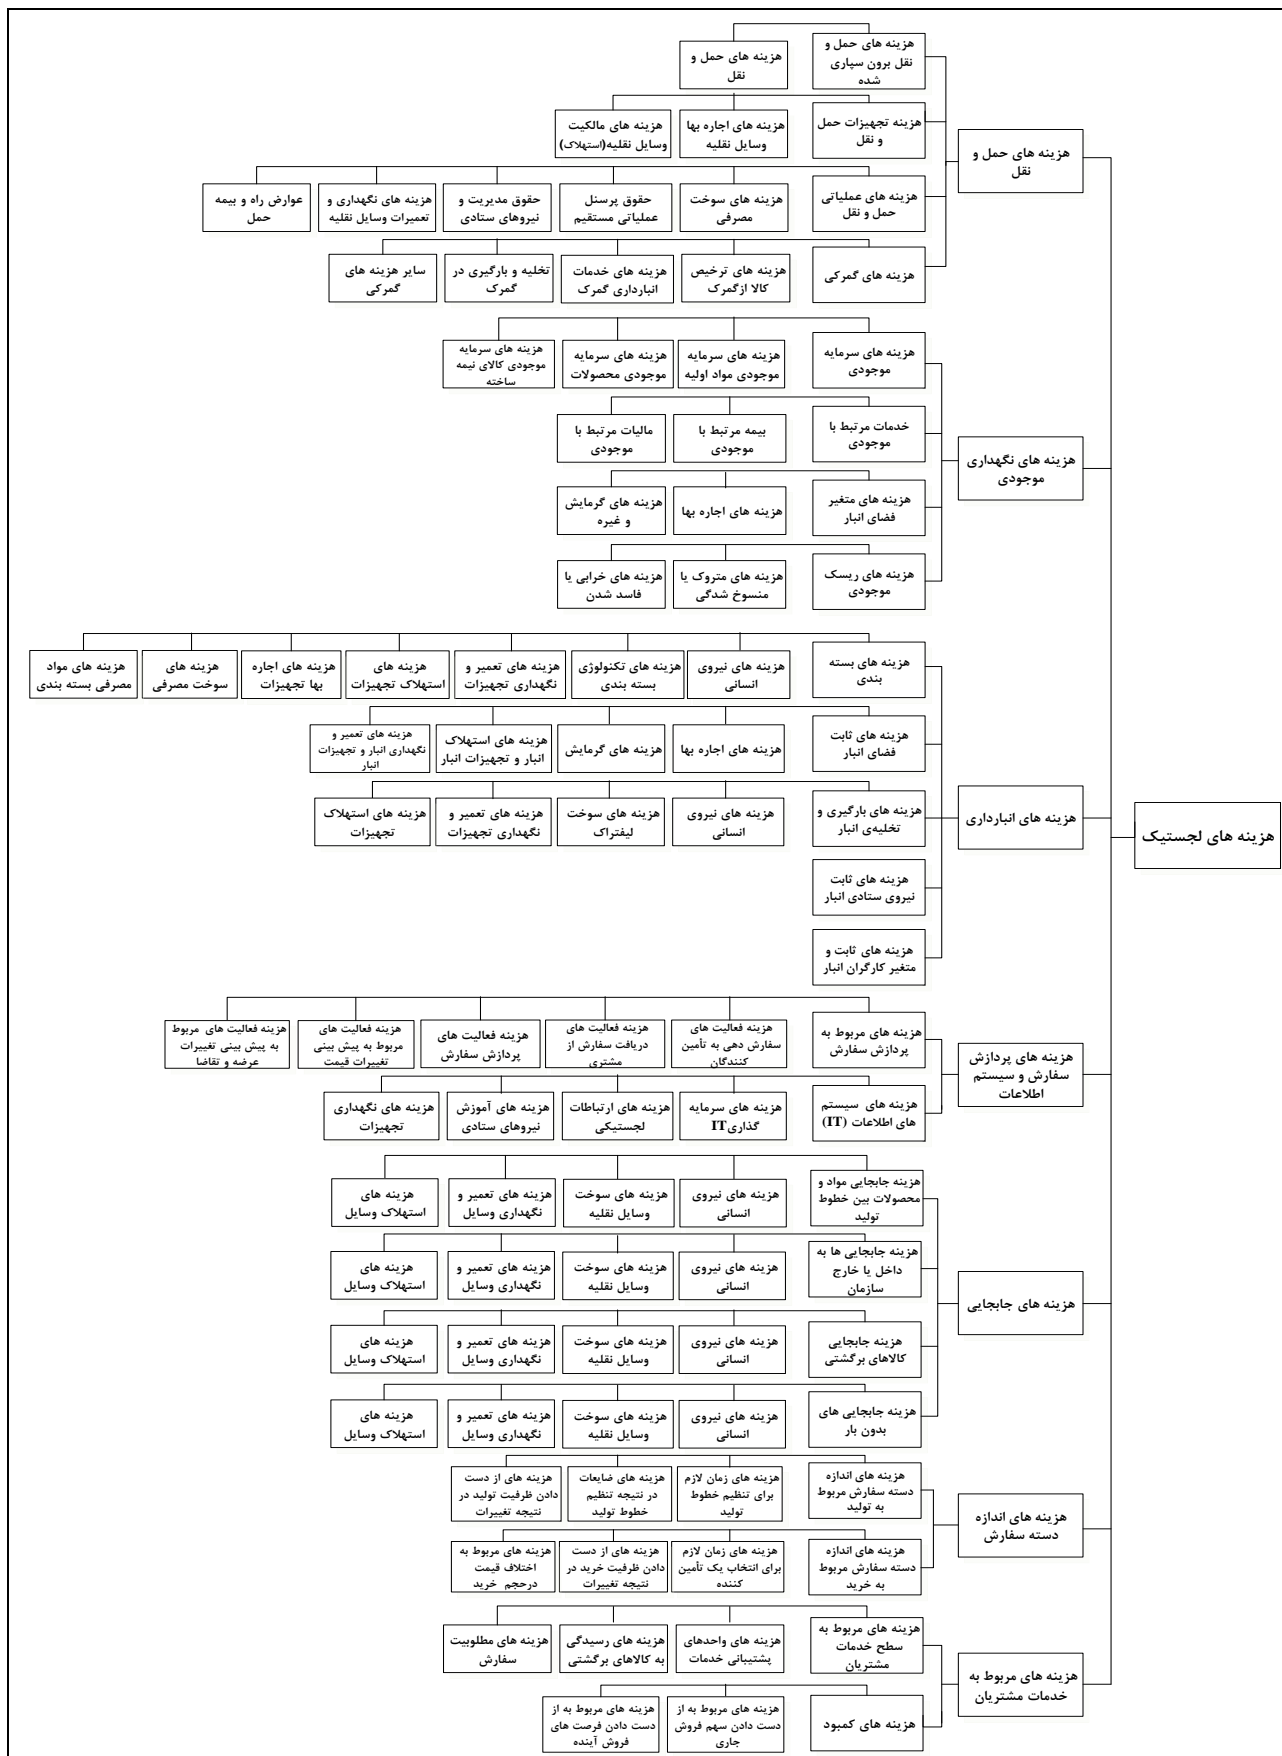 هزینه های لجستیک
هزینه های حمل و
نقل
هزینه های حمل و
نقل برون سپاری
شده
هزینه های حمل و
نقل
هزینه تجهیزات حمل
و نقل
هزینه های اجاره بها
وسایل نقلیه
هزینه های مالکیت
وسایل نقلیه(استهلاک)
هزینه های عملیاتی
حمل و نقل
هزینه های سوخت
مصرفی
حقوق پرسنل
عملیاتی مستقیم
حقوق مدیریت و
نیروهای ستادی
هزینه های نگهداری و
تعمیرات وسایل نقلیه
عوارض راه و بیمه
حمل
هزینه های گمرکی
هزینه های ترخیص
کالا ازگمرک
هزینه های خدمات
انبارداری گمرک
تخلیه و بارگیری در
گمرک
سایر هزینه های
گمرکی
هزینه های نگهداری
موجودی
هزینه های سرمایه
موجودی
هزینه های سرمایه
موجودی مواد اولیه
هزینه های سرمایه
موجودی محصولات
هزینه های سرمایه
موجودی کالای نیمه
ساخته
خدمات مرتبط با
موجودی
بیمه مرتبط با
موجودی
مالیات مرتبط با
موجودی
هزینه های متغیر
فضای انبار
هزینه های اجاره بها
هزینه های گرمایش
و غیره
هزینه های ریسک
موجودی
هزینه های متروک یا
منسوخ شدگی
هزینه های خرابی یا
فاسد شدن
هزینه های انبارداری
هزینه های بسته
بندی
هزینه های نیروی
انسانی
هزینه های تکنولوژی
بسته بندی
هزینه های تعمیر و
نگهداری تجهیزات
هزینه های
استهلاک تجهیزات
هزینه های اجاره
بها تجهیزات
هزینه های
سوخت مصرفی
هزینه های مواد
مصرفی بسته بندی
هزینه های ثابت
فضای انبار
هزینه های اجاره بها
هزینه های گرمایش
هزینه های استهلاک
انبار و تجهیزات انبار
هزینه های تعمیر و
نگهداری انبار و تجهیزات
انبار
هزینه های بارگیری و
تخلیه‌ی انبار
هزینه های نیروی
انسانی
هزینه های سوخت
لیفتراک
هزینه های تعمیر و
نگهداری تجهیزات
هزینه های استهلاک
تجهیزات
هزینه های ثابت
نیروی ستادی انبار
هزینه های ثابت و
متغیر کارگران انبار
هزینه های پردازش
سفارش و سیستم
اطلاعات
هزینه های مربوط به
پردازش سفارش
هزینه فعالیت های
سفارش دهی به تأمین
کنندگان
هزینه فعالیت های
دریافت سفارش از
مشتری
هزینه فعالیت های
پردازش سفارش
هزینه فعالیت های
مربوط به پیش بینی
تغییرات قیمت
هزینه فعالیت های مربوط
به پیش بینی تغییرات
عرضه و تقاضا
هزینه های سیستم
های اطلاعات (IT)
هزینه های سرمایه
گذاریIT
هزینه های ارتباطات
لجستیکی
هزینه های آموزش
نیروهای ستادی
هزینه های نگهداری
تجهیزات
هزینه های جابجایی
هزینه جابجایی مواد و
محصولات بین خطوط
تولید
هزینه های نیروی
انسانی
هزینه های سوخت
وسایل نقلیه
هزینه های تعمیر و
نگهداری وسایل
هزینه های
استهلاک وسایل
هزینه جابجایی ها به
داخل یا خارج
سازمان
هزینه های نیروی
انسانی
هزینه های سوخت
وسایل نقلیه
هزینه های تعمیر و
نگهداری وسایل
هزینه های
استهلاک وسایل
هزینه جابجایی
کالاهای برگشتی
هزینه های نیروی
انسانی
هزینه های سوخت
وسایل نقلیه
هزینه های تعمیر و
نگهداری وسایل
هزینه های
استهلاک وسایل
هزینه جابجایی های
بدون بار
هزینه های نیروی
انسانی
هزینه های سوخت
وسایل نقلیه
هزینه های تعمیر و
نگهداری وسایل
هزینه های
استهلاک وسایل
هزینه های اندازه
دسته سفارش
هزینه های اندازه
دسته سفارش مربوط
به تولید
هزینه های زمان لازم
برای تنظیم خطوط
تولید
هزینه های ضایعات
در نتیجه تنظیم
خطوط تولید
هزینه های از دست
دادن ظرفیت تولید در
نتیجه تغییرات
هزینه های اندازه
دسته سفارش مربوط
به خرید
هزینه های زمان لازم
برای انتخاب یک تأمین
کننده
هزینه های از دست
دادن ظرفیت خرید در
نتیجه تغییرات
هزینه های مربوط به
اختلاف قیمت
درحجم خرید
هزینه های مربوط به
خدمات مشتریان
هزینه های مربوط به
سطح خدمات
مشتریان
هزینه های واحدهای
پشتیبانی خدمات
هزینه های رسیدگی
به کالاهای برگشتی
هزینه های مطلوبیت
سفارش
هزینه های کمبود
هزینه های مربوط به از
دست دادن سهم فروش
جاری
هزینه های مربوط به از
دست دادن فرصت های
فروش آینده